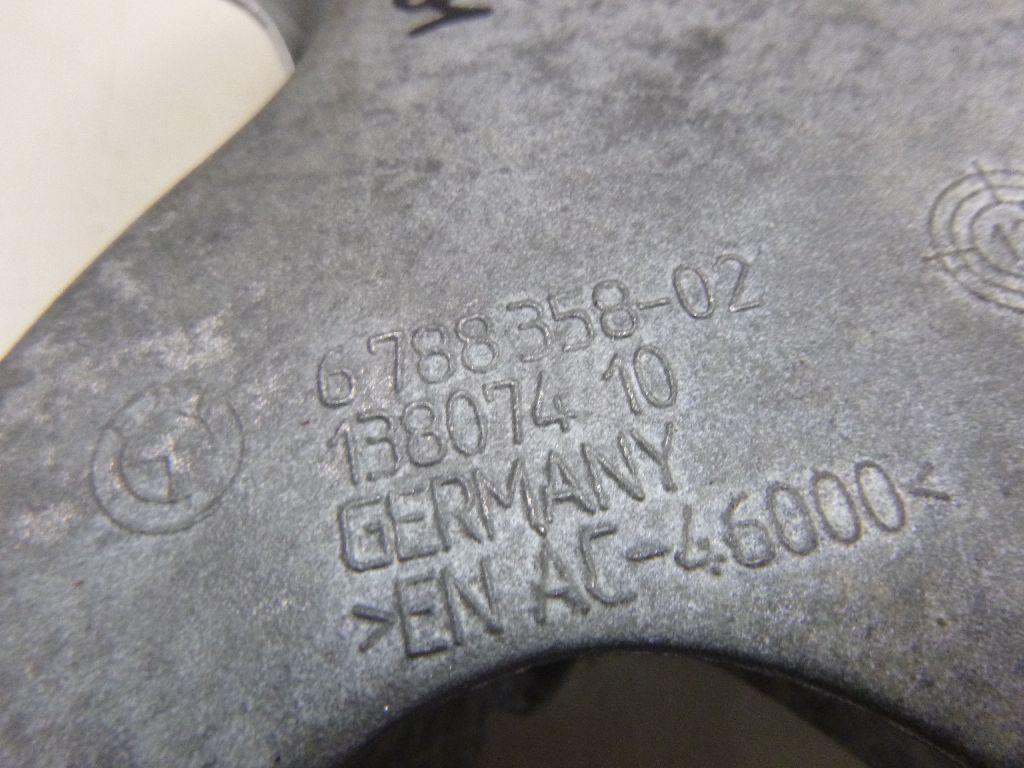 6 788 358-02
138074 10
GERMANY
>EN AC-46000<